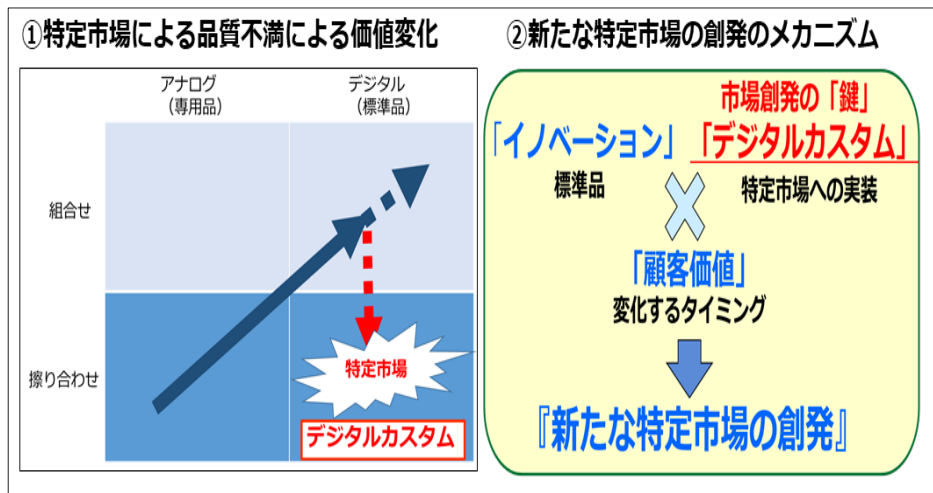 ①特定市場による品質不満による価値変化
アナログ
（専用品）
デジタル
（標準品）
組合せ
擦り合わせ
特定市場
デジタルカスタム
②新たな特定市場の創発のメカニズム
市場創発の「鍵」
「イノベーション」
「デジタルカスタム」
標準品
特定市場への実装
「顧客価値」
変化するタイミング
『新たな特定市場の創発』